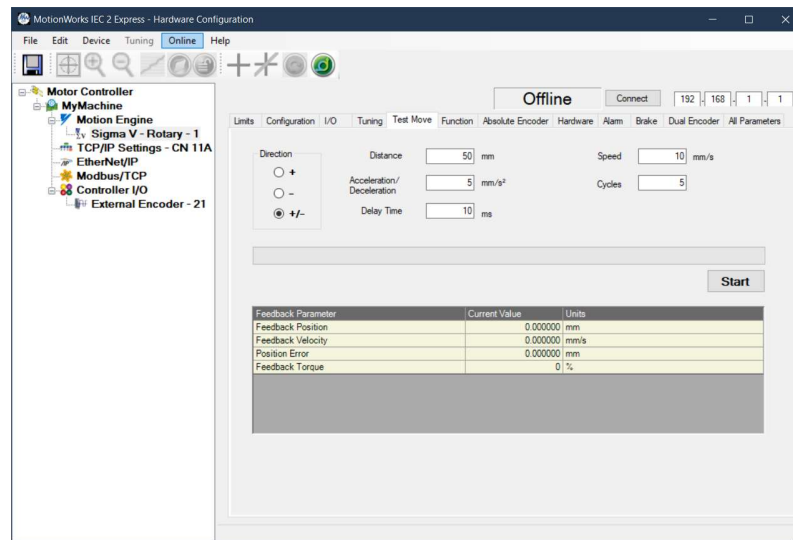 MotionWorks IEC 2 Express - Hardware Configuration
File Edit Device Tuning Online Help
Motor Controller
MyMachine
Motion Engine
Sigma V - Rotary - 1
TCP/IP Settings - CN 11A
EtherNet/IP
Modbus/TCP
Controller I/O
External Encoder - 21
Offline Connect 192 . 168 . 1 . 1
Limits Configuration I/O Tuning Test Move Function Absolute Encoder Hardware Alarm Brake Dual Encoder All Parameters
Direction
+
-
+/-
Distance 50 mm Speed 10 mm/s
Acceleration/
Deceleration 5 mm/s² Cycles 5
Delay Time 10 ms
Start
Feedback Parameter Current Value Units
Feedback Position 0.000000 mm
Feedback Velocity 0.000000 mm/s
Position Error 0.000000 mm
Feedback Torque 0 %